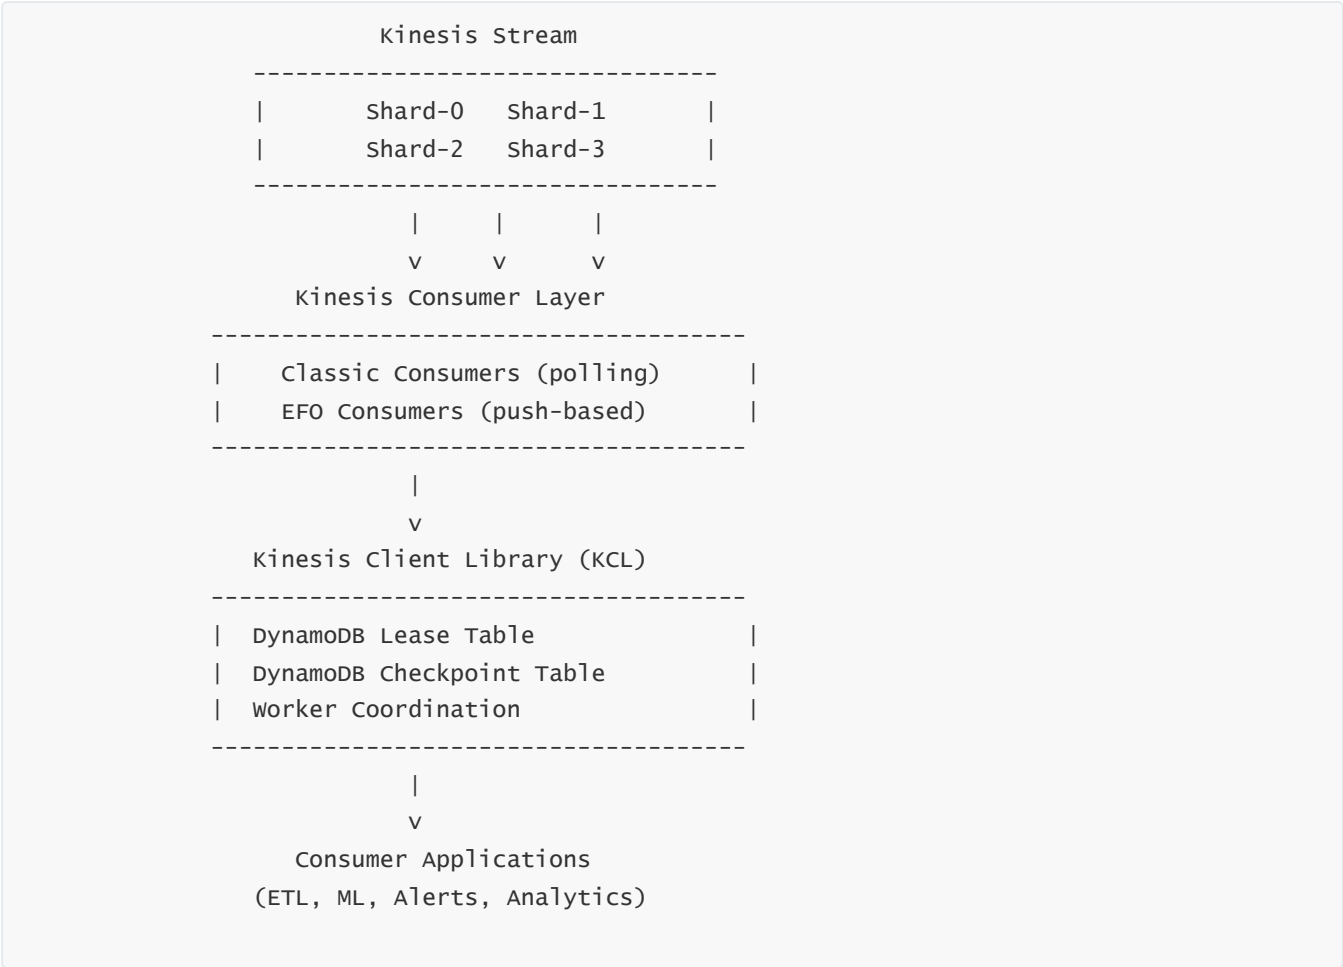 Kinesis Stream
---------------------------------
|       Shard-0   Shard-1       |
|       Shard-2   Shard-3       |
---------------------------------
|     |      |
v     v      v
Kinesis Consumer Layer
--------------------------------------
|    Classic Consumers (polling)      |
|    EFO Consumers (push-based)       |
--------------------------------------
|
v
Kinesis Client Library (KCL)
--------------------------------------
|  DynamoDB Lease Table               |
|  DynamoDB Checkpoint Table          |
|  Worker Coordination                |
--------------------------------------
|
v
Consumer Applications
(ETL, ML, Alerts, Analytics)